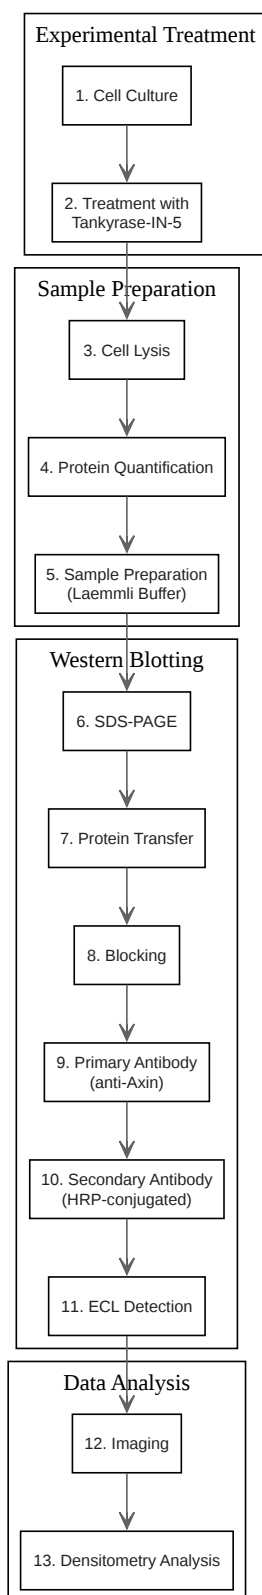 Experimental Treatment
1. Cell Culture
2. Treatment with
Tankyrase-IN-5
Sample Preparation
3. Cell Lysis
4. Protein Quantification
5. Sample Preparation
(Laemmli Buffer)
Western Blotting
6. SDS-PAGE
7. Protein Transfer
8. Blocking
9. Primary Antibody
(anti-Axin)
10. Secondary Antibody
(HRP-conjugated)
11. ECL Detection
Data Analysis
12. Imaging
13. Densitometry Analysis